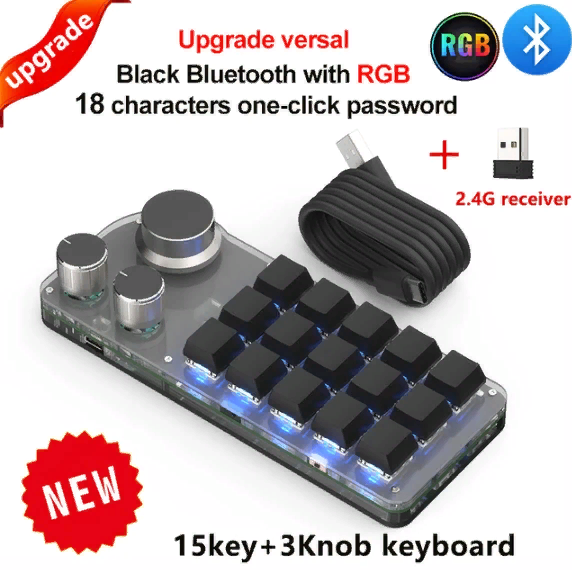 upgrade
Upgrade versal
RGB
Black Bluetooth with RGB
18 characters one-click password
2.4G receiver
NEW
15key+3Knob keyboard